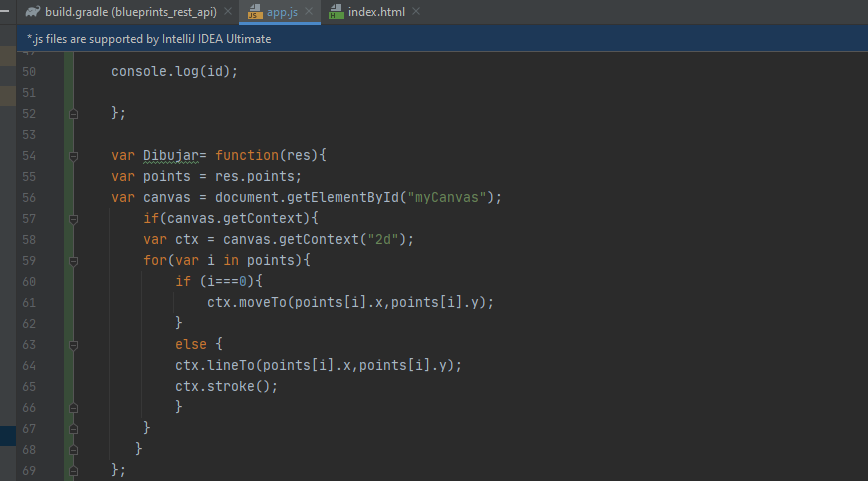 build.gradle (blueprints_rest_api) app.js index.html
*.js files are supported by IntelliJ IDEA Ultimate
50 console.log(id);
51
52 };
53
54 var Dibujar= function(res){
55 var points = res.points;
56 var canvas = document.getElementById("myCanvas");
57 if(canvas.getContext){
58 var ctx = canvas.getContext("2d");
59 for(var i in points){
60 if (i===0){
61 ctx.moveTo(points[i].x,points[i].y);
62 }
63 else {
64 ctx.lineTo(points[i].x,points[i].y);
65 ctx.stroke();
66 }
67 }
68 }
69 };